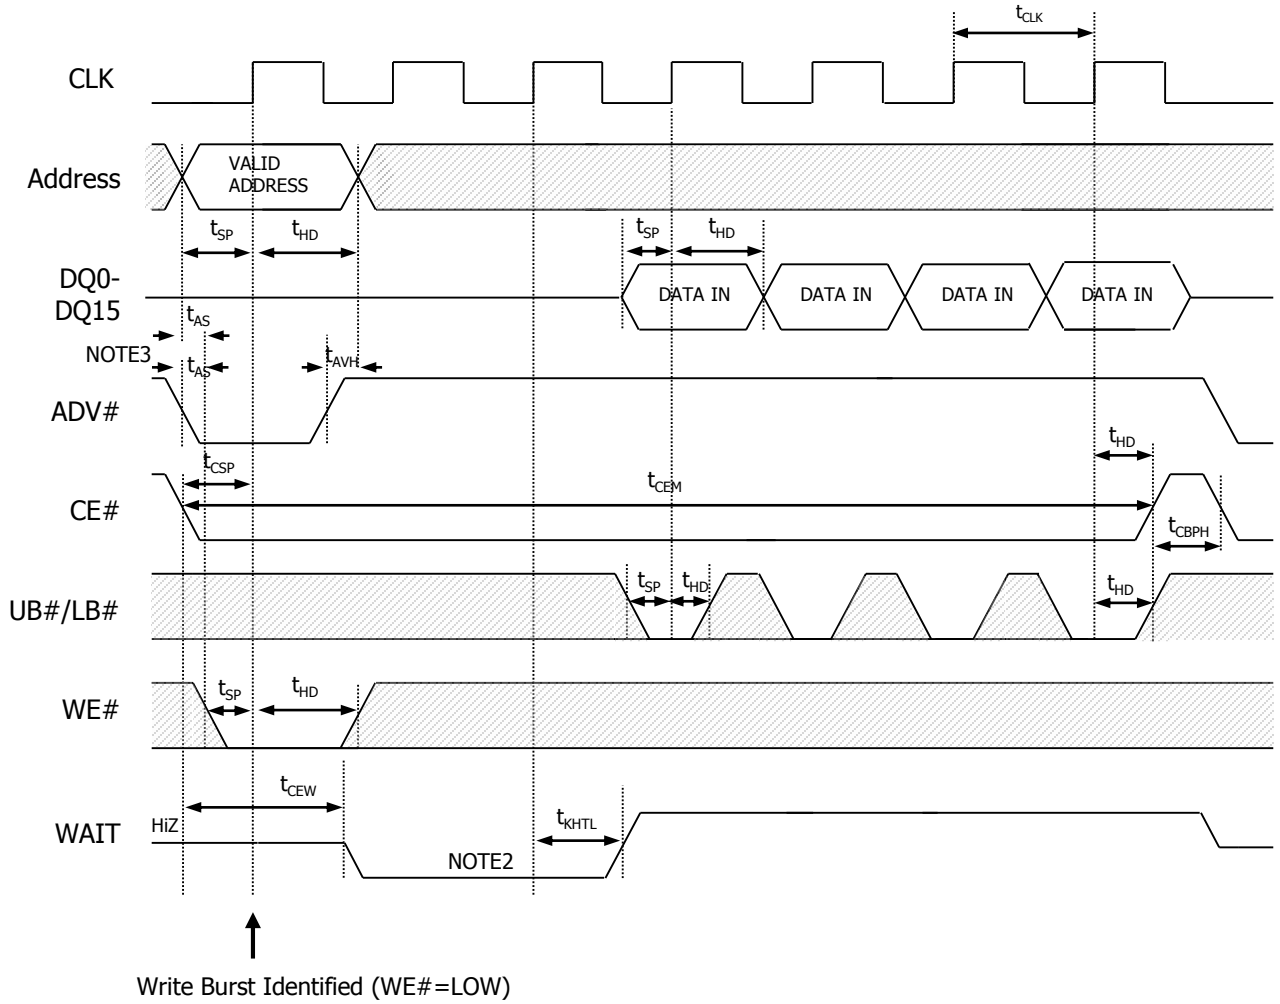 tCLK
CLK
Address
VALID
ADDRESS
tSP
tHD
tSP
tHD
DQ0-
DQ15
DATA IN
DATA IN
DATA IN
DATA IN
tAS
NOTE3
tAS
tAVH
ADV#
tHD
tCSP
tCEM
CE#
tCBPH
UB#/LB#
tSP
tHD
tHD
WE#
tSP
tHD
tCEW
WAIT
HiZ
tKHTL
NOTE2
Write Burst Identified (WE#=LOW)